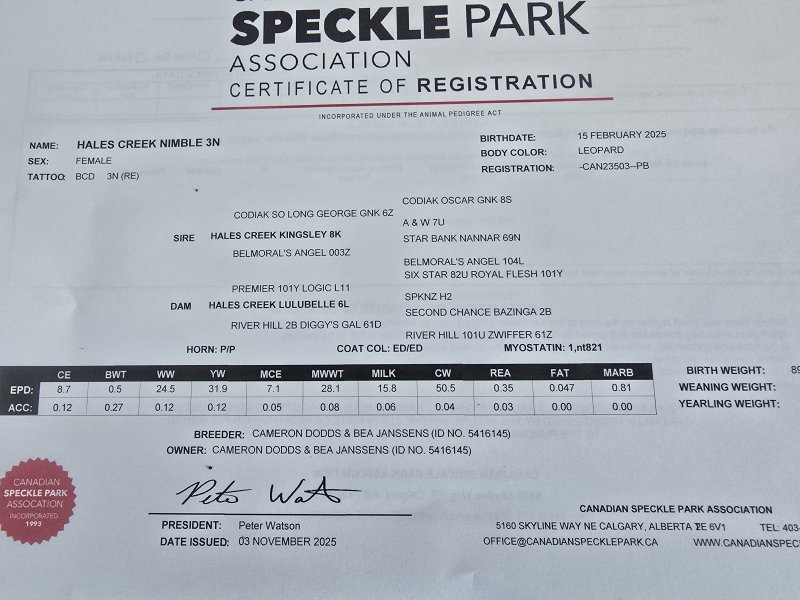 SPECKLE PARK
ASSOCIATION
CERTIFICATE OF REGISTRATION
INCORPORATED UNDER THE ANIMAL PEDIGREE ACT
NAME: HALES CREEK NIMBLE 3N
SEX: FEMALE
TATTOO: BCD 3N (RE)
BIRTHDATE: 15 FEBRUARY 2025
BODY COLOR: LEOPARD
REGISTRATION: -CAN23503--PB
CODIAK OSCAR GNK 8S
CODIAK SO LONG GEORGE GNK 6Z
A & W 7U
SIRE HALES CREEK KINGSLEY 8K
STAR BANK NANNAR 69N
BELMORAL'S ANGEL 003Z
BELMORAL'S ANGEL 104L
SIX STAR 82U ROYAL FLESH 101Y
PREMIER 101Y LOGIC L11
SPKNZ H2
DAM HALES CREEK LULUBELLE 6L
SECOND CHANCE BAZINGA 2B
RIVER HILL 2B DIGGY'S GAL 61D
RIVER HILL 101U ZWIFFER 61Z
HORN: P/P COAT COL: ED/ED MYOSTATIN: 1,nt821
CE BWT WW YW MCE MWWT MILK CW REA FAT MARB
EPD: 8.7 0.5 24.5 31.9 7.1 28.1 15.8 50.5 0.35 0.047 0.81
ACC: 0.12 0.27 0.12 0.12 0.05 0.08 0.06 0.04 0.03 0.00 0.00
BIRTH WEIGHT: 89
WEANING WEIGHT:
YEARLING WEIGHT:
BREEDER: CAMERON DODDS & BEA JANSSENS (ID NO. 5416145)
OWNER: CAMERON DODDS & BEA JANSSENS (ID NO. 5416145)
CANADIAN
SPECKLE PARK
ASSOCATION
INCORPORATED
1993
Peter Watson
PRESIDENT: Peter Watson
DATE ISSUED: 03 NOVEMBER 2025
CANADIAN SPECKLE PARK ASSOCIATION
5160 SKYLINE WAY NE CALGARY, ALBERTA 6V1 TEL: 403-
OFFICE@CANADIANSPECKLEPARK.CA WWW.CANADIANSPEC